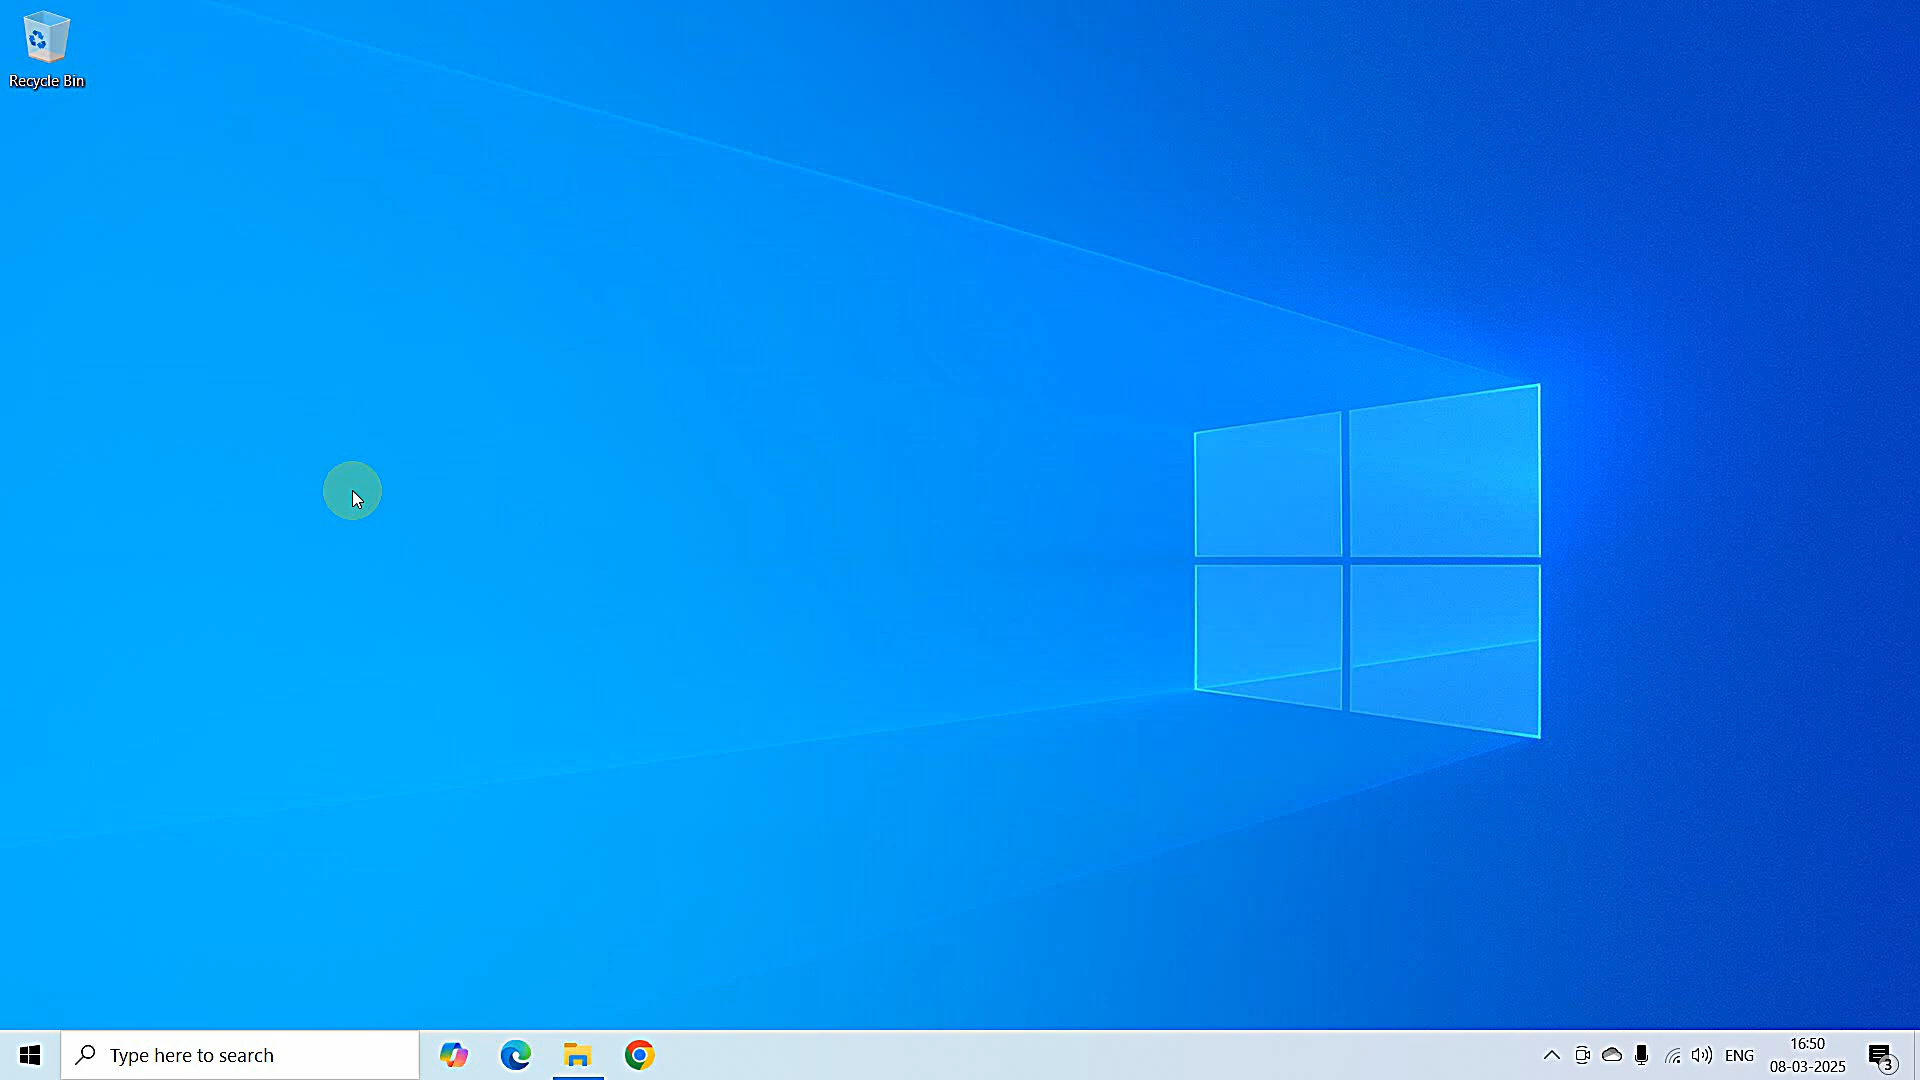 Recycle Bin
Type here to search
ENG
16:50
08-03-2025
3